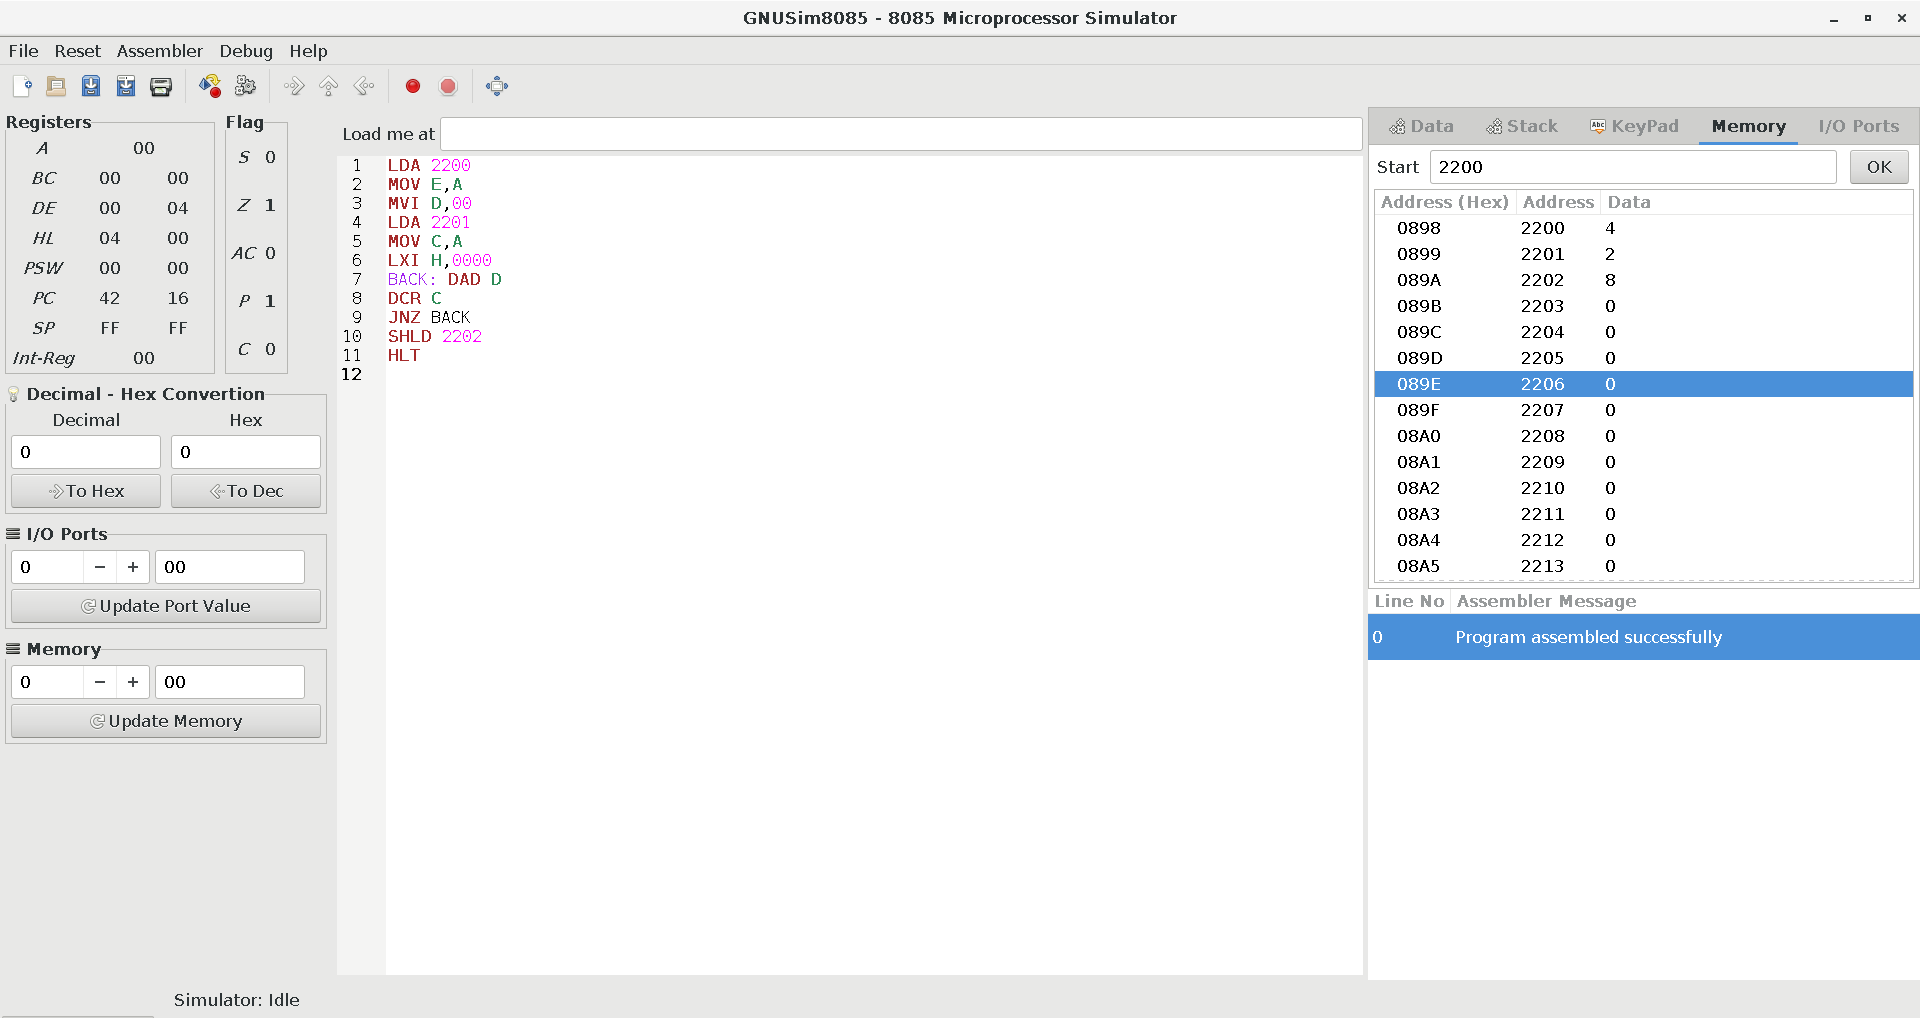 GNUSim8085 - 8085 Microprocessor Simulator
File Reset Assembler Debug Help
Registers
A 00
BC 00 00
DE 00 04
HL 04 00
PSW 00 00
PC 42 16
SP FF FF
Int-Reg 00
Flag
S 0
Z 1
AC 0
P 1
C 0
Decimal - Hex Convertion
Decimal Hex
0 0
To Hex To Dec
I/O Ports
0 − + 00
Update Port Value
Memory
0 − + 00
Update Memory
Load me at
1 LDA 2200
2 MOV E,A
3 MVI D,00
4 LDA 2201
5 MOV C,A
6 LXI H,0000
7 BACK: DAD D
8 DCR C
9 JNZ BACK
10 SHLD 2202
11 HLT
12
Data Stack Abc KeyPad Memory I/O Ports
Start 2200 OK
Address (Hex) Address Data
0898 2200 4
0899 2201 2
089A 2202 8
089B 2203 0
089C 2204 0
089D 2205 0
089E 2206 0
089F 2207 0
08A0 2208 0
08A1 2209 0
08A2 2210 0
08A3 2211 0
08A4 2212 0
08A5 2213 0
Line No Assembler Message
0 Program assembled successfully
Simulator: Idle